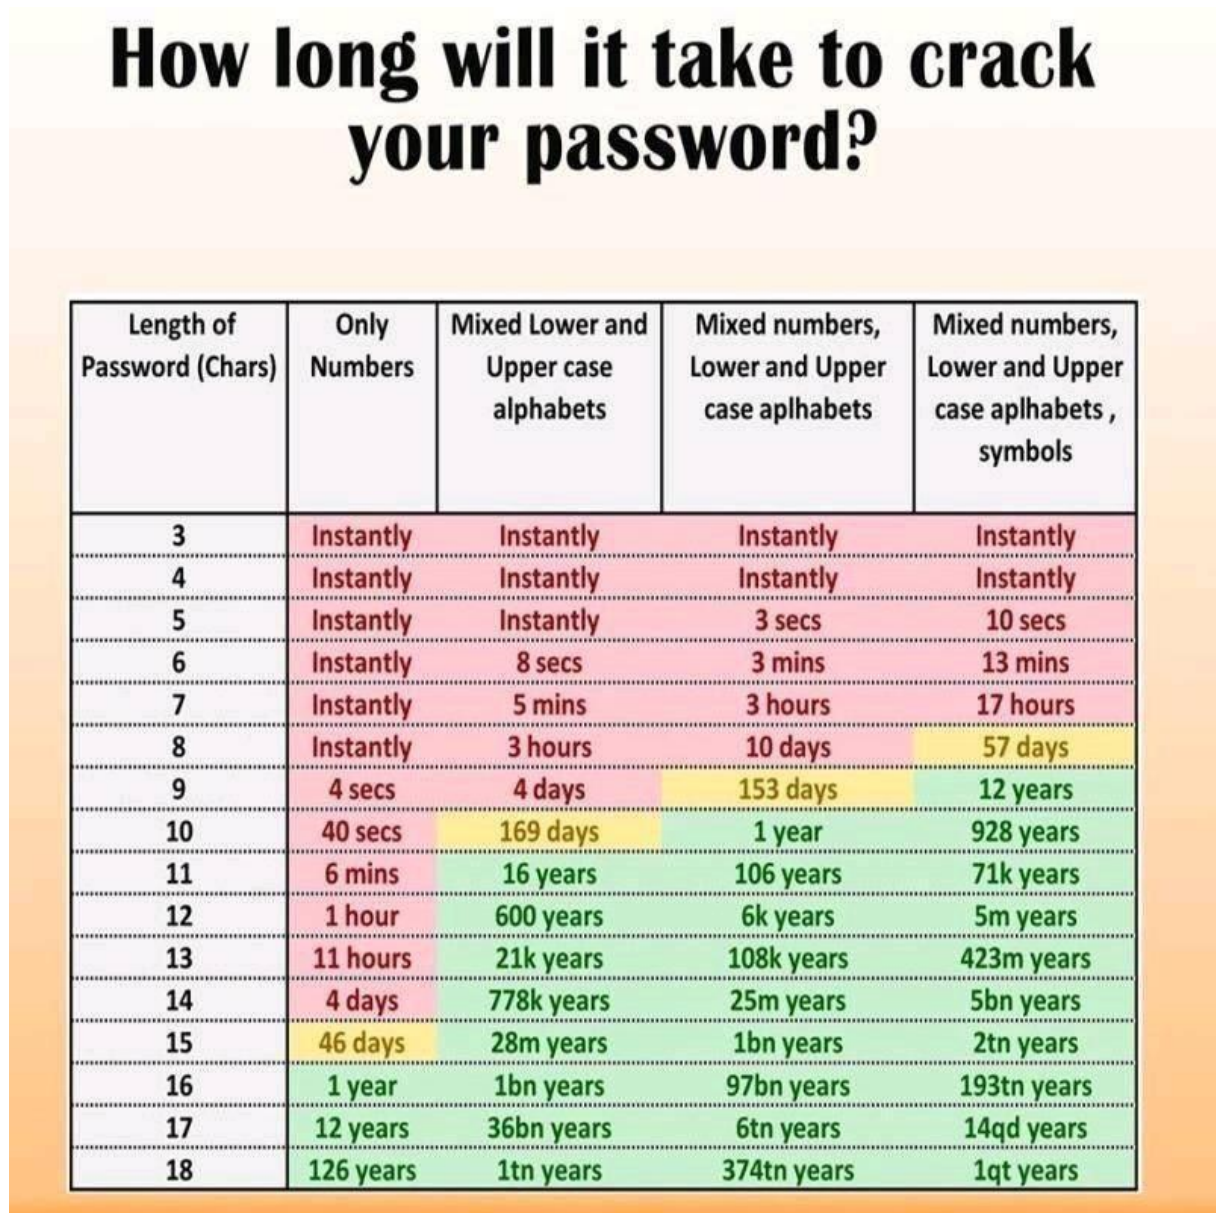 How long will it take to crack
your password?
Length of Password (Chars) Only Numbers Mixed Lower and Upper case alphabets Mixed numbers, Lower and Upper case aplhabets Mixed numbers, Lower and Upper case aplhabets , symbols
3 Instantly Instantly Instantly Instantly
4 Instantly Instantly Instantly Instantly
5 Instantly Instantly 3 secs 10 secs
6 Instantly 8 secs 3 mins 13 mins
7 Instantly 5 mins 3 hours 17 hours
8 Instantly 3 hours 10 days 57 days
9 4 secs 4 days 153 days 12 years
10 40 secs 169 days 1 year 928 years
11 6 mins 16 years 106 years 71k years
12 1 hour 600 years 6k years 5m years
13 11 hours 21k years 108k years 423m years
14 4 days 778k years 25m years 5bn years
15 46 days 28m years 1bn years 2tn years
16 1 year 1bn years 97bn years 193tn years
17 12 years 36bn years 6tn years 14qd years
18 126 years 1tn years 374tn years 1qt years